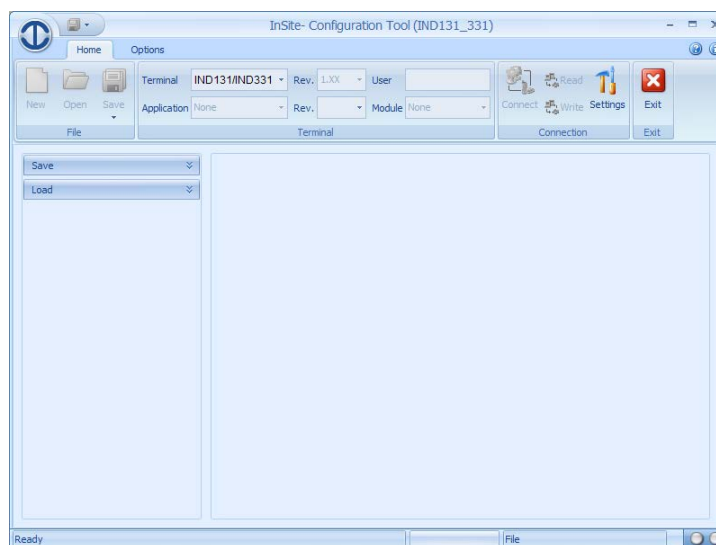 InSite- Configuration Tool (IND131_331)
Home Options
New Open Save
File
Terminal IND131/IND331 Rev. 1.XX User
Application None Rev. Module None
Terminal
Connect Read Write Settings
Connection
Exit
Exit
Save
Load
Ready File